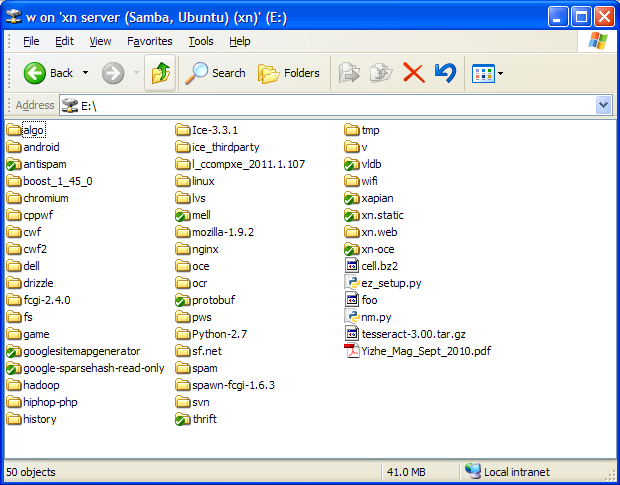 w on 'xn server (Samba, Ubuntu) (xn)' (E:)
File Edit View Favorites Tools Help
Back Search Folders
Address E:\
algo
android
antispam
boost_1_45_0
chromium
cppwf
cwf
cwf2
dell
drizzle
fcgi-2.4.0
fs
game
googlesitemapgenerator
google-sparsehash-read-only
hadoop
hiphop-php
history
Ice-3.3.1
ice_thirdparty
l_ccompxe_2011.1.107
linux
lvs
mell
mozilla-1.9.2
nginx
oce
ocr
protobuf
pws
Python-2.7
sf.net
spam
spawn-fcgi-1.6.3
svn
thrift
tmp
v
vldb
wifi
xapian
xn.static
xn.web
xn-oce
cell.bz2
ez_setup.py
foo
nm.py
tesseract-3.00.tar.gz
Yizhe_Mag_Sept_2010.pdf
50 objects 41.0 MB Local intranet